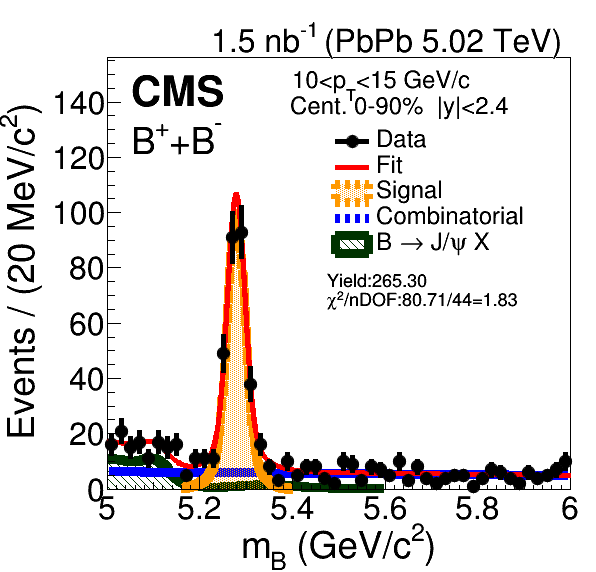 1.5 nb⁻¹ (PbPb 5.02 TeV)
CMS
B⁺+B⁻
10<p_T<15 GeV/c
Cent. 0-90% |y|<2.4
Data
Fit
Signal
Combinatorial
B → J/ψ X
Yield:265.30
χ²/nDOF:80.71/44=1.83
Events / (20 MeV/c²)
140
120
100
80
60
40
20
0
5 5.2 5.4 5.6 5.8 6
m_B (GeV/c²)